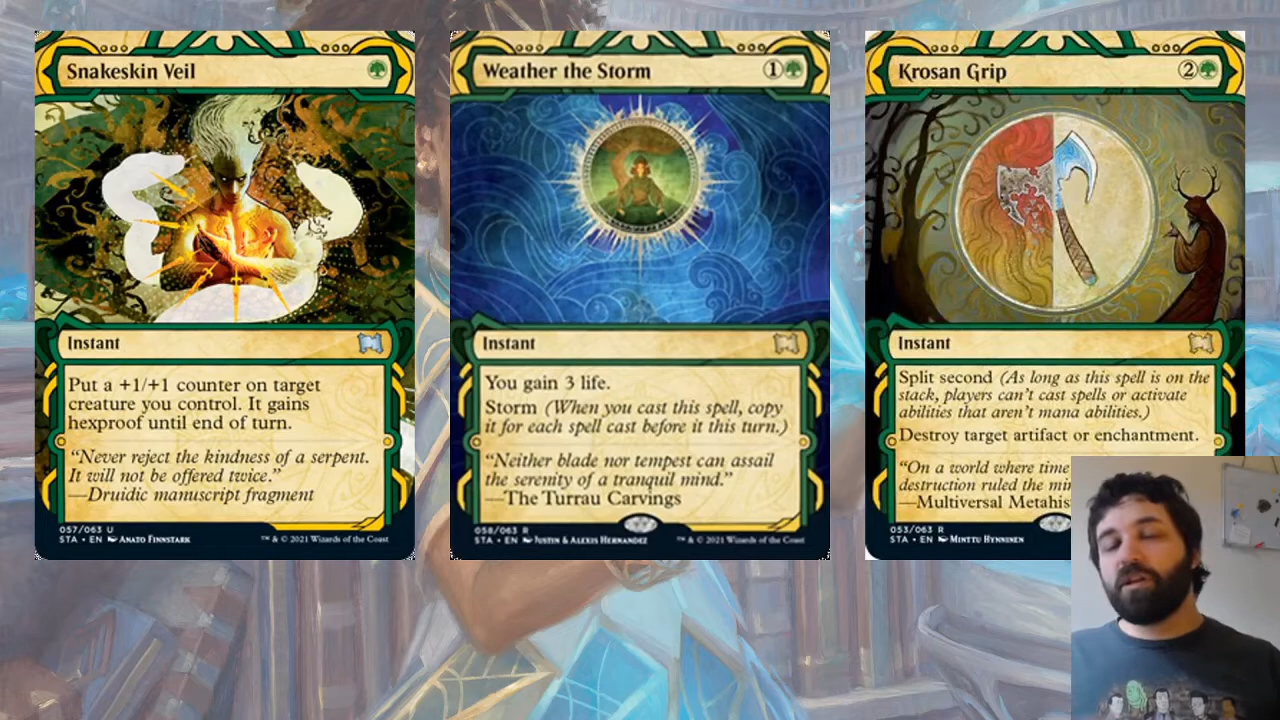 Snakeskin Veil
Instant
Put a +1/+1 counter on target
creature you control. It gains
hexproof until end of turn.
"Never reject the kindness of a serpent.
It will not be offered twice."
—Druidic manuscript fragment
057/063 U
STA • EN Anato Finnstark
™ & © 2021 Wizards of the Coast
Weather the Storm
1
Instant
You gain 3 life.
Storm (When you cast this spell, copy
it for each spell cast before it this turn.)
"Neither blade nor tempest can assail
the serenity of a tranquil mind."
—The Turrau Carvings
058/063 R
STA • EN Justin & Alexis Hernandez
™ & © 2021 Wizards of the Coast
Krosan Grip
2
Instant
Split second (As long as this spell is on the
stack, players can't cast spells or activate
abilities that aren't mana abilities.)
Destroy target artifact or enchantment.
"On a world where time
destruction ruled the
—Multiversal
053/063 R
STA • EN Minttu Hynninen